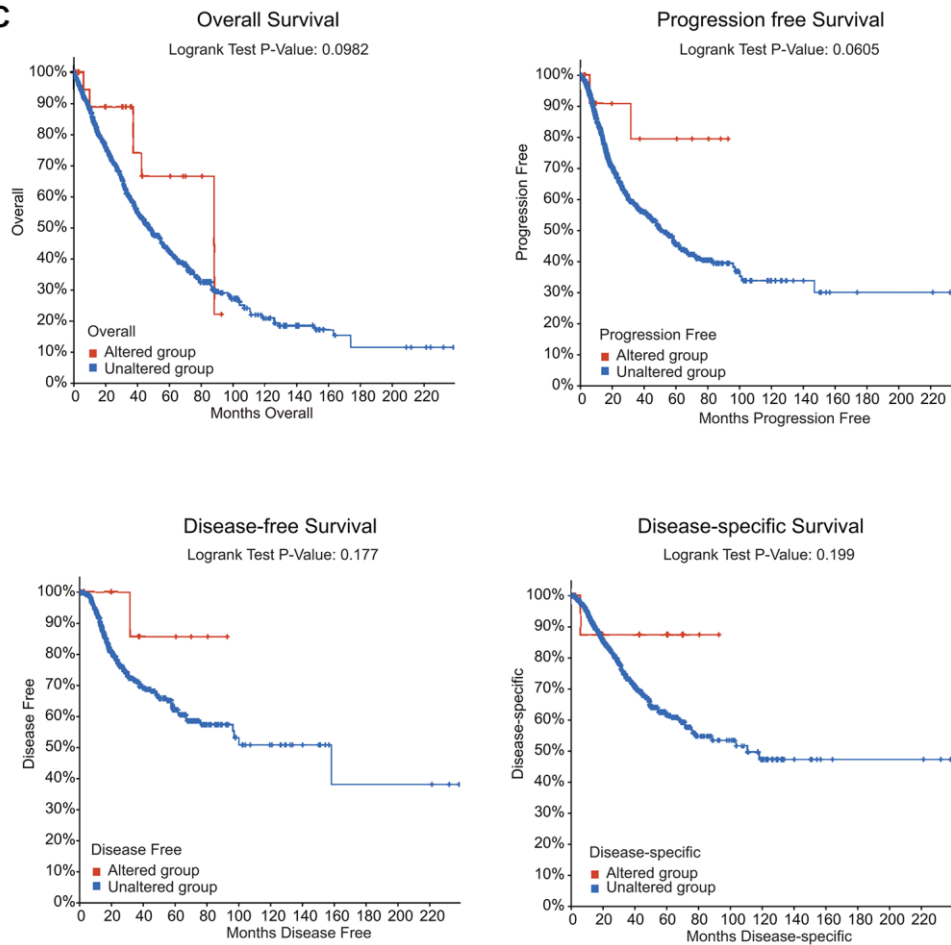 C
Overall Survival
Logrank Test P-Value: 0.0982
100%
90%
80%
70%
60%
50%
40%
30%
20%
10%
0%
Overall
Overall
Altered group
Unaltered group
0 20 40 60 80 100 120 140 160 180 200 220
Months Overall
Progression free Survival
Logrank Test P-Value: 0.0605
100%
90%
80%
70%
60%
50%
40%
30%
20%
10%
0%
Progression Free
Progression Free
Altered group
Unaltered group
0 20 40 60 80 100 120 140 160 180 200 220
Months Progression Free
Disease-free Survival
Logrank Test P-Value: 0.177
100%
90%
80%
70%
60%
50%
40%
30%
20%
10%
0%
Disease Free
Disease Free
Altered group
Unaltered group
0 20 40 60 80 100 120 140 160 180 200 220
Months Disease Free
Disease-specific Survival
Logrank Test P-Value: 0.199
100%
90%
80%
70%
60%
50%
40%
30%
20%
10%
0%
Disease-specific
Disease-specific
Altered group
Unaltered group
0 20 40 60 80 100 120 140 160 180 200 220
Months Disease-specific